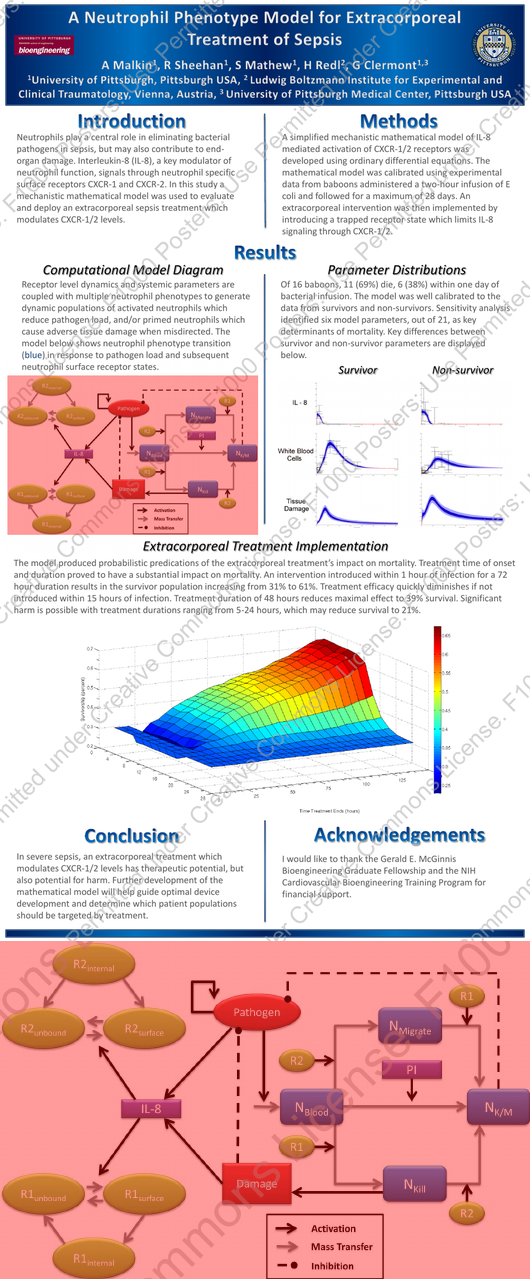 A Neutrophil Phenotype Model for Extracorporeal
Treatment of Sepsis
UNIVERSITY OF PITTSBURGH
bioengineering
A Malkin¹, R Sheehan¹, S Mathew¹, H Redl², G Clermont¹,³
¹University of Pittsburgh, Pittsburgh USA, ² Ludwig Boltzmann Institute for Experimental and
Clinical Traumatology, Vienna, Austria, ³ University of Pittsburgh Medical Center, Pittsburgh USA
Introduction
Neutrophils play a central role in eliminating bacterial
pathogens in sepsis, but may also contribute to end-
organ damage. Interleukin-8 (IL-8), a key modulator of
neutrophil function, signals through neutrophil specific
surface receptors CXCR-1 and CXCR-2. In this study a
mechanistic mathematical model was used to evaluate
and deploy an extracorporeal sepsis treatment which
modulates CXCR-1/2 levels.
Methods
A simplified mechanistic mathematical model of IL-8
mediated activation of CXCR-1/2 receptors was
developed using ordinary differential equations. The
mathematical model was calibrated using experimental
data from baboons administered a two-hour infusion of E
coli and followed for a maximum of 28 days. An
extracorporeal intervention was then implemented by
introducing a trapped receptor state which limits IL-8
signaling through CXCR-1/2.
Results
Computational Model Diagram
Receptor level dynamics and systemic parameters are
coupled with multiple neutrophil phenotypes to generate
dynamic populations of activated neutrophils which
reduce pathogen load, and/or primed neutrophils which
cause adverse tissue damage when misdirected. The
model below shows neutrophil phenotype transition
(blue) in response to pathogen load and subsequent
neutrophil surface receptor states.
Parameter Distributions
Of 16 baboons, 11 (69%) die, 6 (38%) within one day of
bacterial infusion. The model was well calibrated to the
data from survivors and non-survivors. Sensitivity analysis
identified six model parameters, out of 21, as key
determinants of mortality. Key differences between
survivor and non-survivor parameters are displayed
below.
Survivor
Non-survivor
IL - 8
White Blood
Cells
Tissue
Damage
Pathogen
IL-8
Damage
PI
R1
R2
R1
R2
Activation
Mass Transfer
Inhibition
Extracorporeal Treatment Implementation
The model produced probabilistic predications of the extracorporeal treatment's impact on mortality. Treatment time of onset
and duration proved to have a substantial impact on mortality. An intervention introduced within 1 hour of infection for a 72
hour duration results in the survivor population increasing from 31% to 61%. Treatment efficacy quickly diminishes if not
introduced within 15 hours of infection. Treatment duration of 48 hours reduces maximal effect to 39% survival. Significant
harm is possible with treatment durations ranging from 5-24 hours, which may reduce survival to 21%.
Time Treatment Ends (hours)
Conclusion
In severe sepsis, an extracorporeal treatment which
modulates CXCR-1/2 levels has therapeutic potential, but
also potential for harm. Further development of the
mathematical model will help guide optimal device
development and determine which patient populations
should be targeted by treatment.
Acknowledgements
I would like to thank the Gerald E. McGinnis
Bioengineering Graduate Fellowship and the NIH
Cardiovascular Bioengineering Training Program for
financial support.
R2internal
R2unbound
R2surface
Pathogen
R1
NMigrate
R2
PI
IL-8
NBlood
NK/M
R1
Damage
NKill
R2
R1unbound
R1surface
R1internal
Activation
Mass Transfer
Inhibition